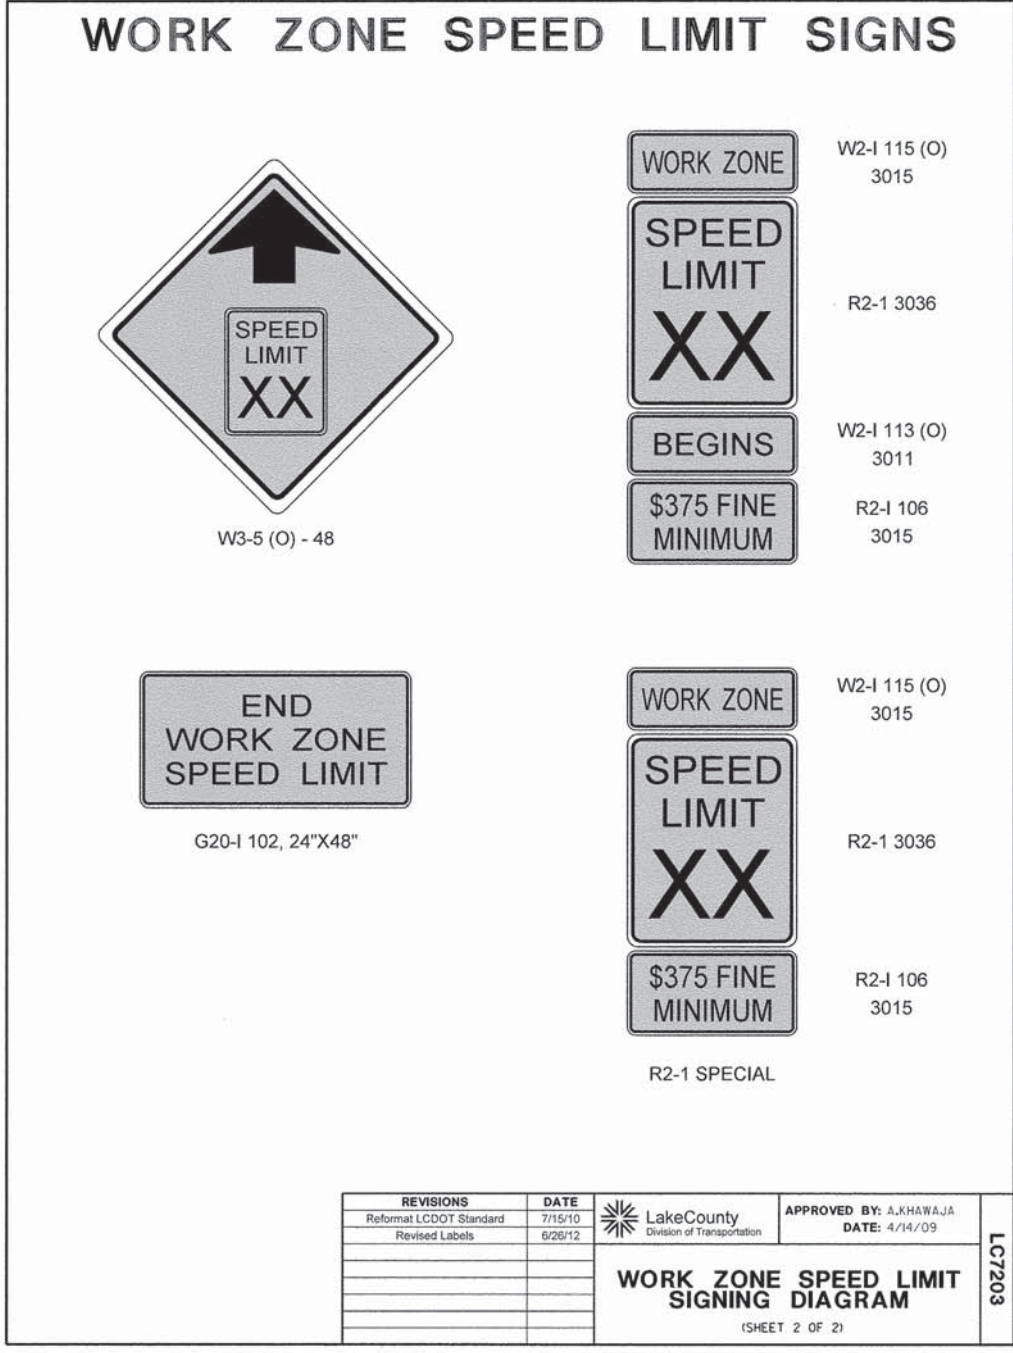 WORK ZONE SPEED LIMIT SIGNS
SPEED
LIMIT
XX
W3-5 (O) - 48
WORK ZONE
W2-I 115 (O)
3015
SPEED
LIMIT
XX
R2-1 3036
BEGINS
W2-I 113 (O)
3011
$375 FINE
MINIMUM
R2-I 106
3015
END
WORK ZONE
SPEED LIMIT
G20-I 102, 24"X48"
WORK ZONE
W2-I 115 (O)
3015
SPEED
LIMIT
XX
R2-1 3036
$375 FINE
MINIMUM
R2-I 106
3015
R2-1 SPECIAL
REVISIONS DATE
Reformat LCDOT Standard 7/15/10
Revised Labels 6/26/12
LakeCounty
Division of Transportation
APPROVED BY: A.KHAWAJA
DATE: 4/14/09
WORK ZONE SPEED LIMIT
SIGNING DIAGRAM
(SHEET 2 OF 2)
LC7203